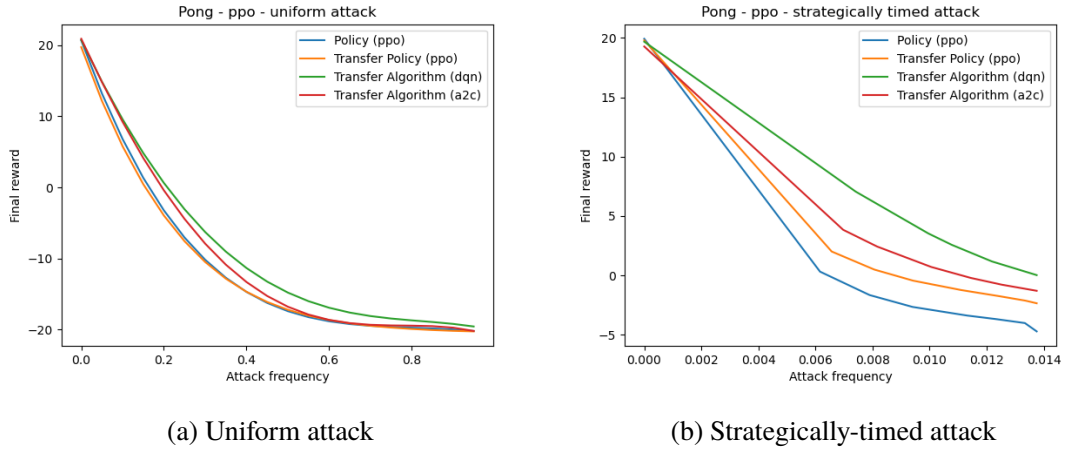 Pong - ppo - uniform attack
Policy (ppo)
Transfer Policy (ppo)
Transfer Algorithm (dqn)
Transfer Algorithm (a2c)
Final reward
20
10
0
−10
−20
0.0 0.2 0.4 0.6 0.8
Attack frequency
(a) Uniform attack
Pong - ppo - strategically timed attack
Policy (ppo)
Transfer Policy (ppo)
Transfer Algorithm (dqn)
Transfer Algorithm (a2c)
Final reward
20
15
10
5
0
−5
0.000 0.002 0.004 0.006 0.008 0.010 0.012 0.014
Attack frequency
(b) Strategically-timed attack